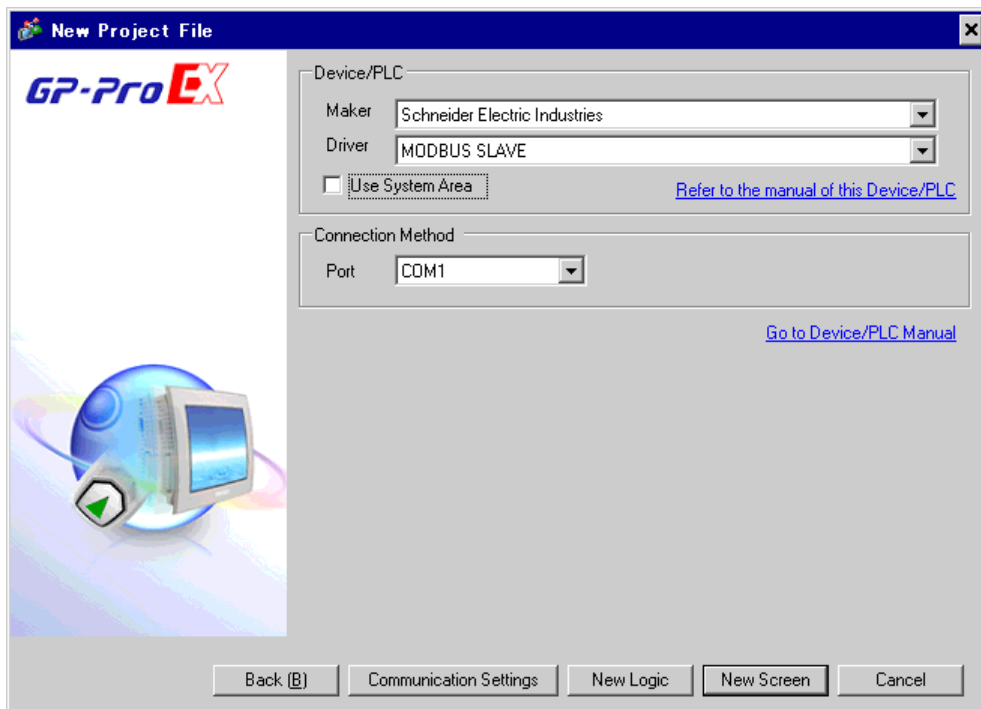 New Project File
GP-Pro EX
Device/PLC
Maker Schneider Electric Industries
Driver MODBUS SLAVE
Use System Area Refer to the manual of this Device/PLC
Connection Method
Port COM1
Go to Device/PLC Manual
Back (B) Communication Settings New Logic New Screen Cancel